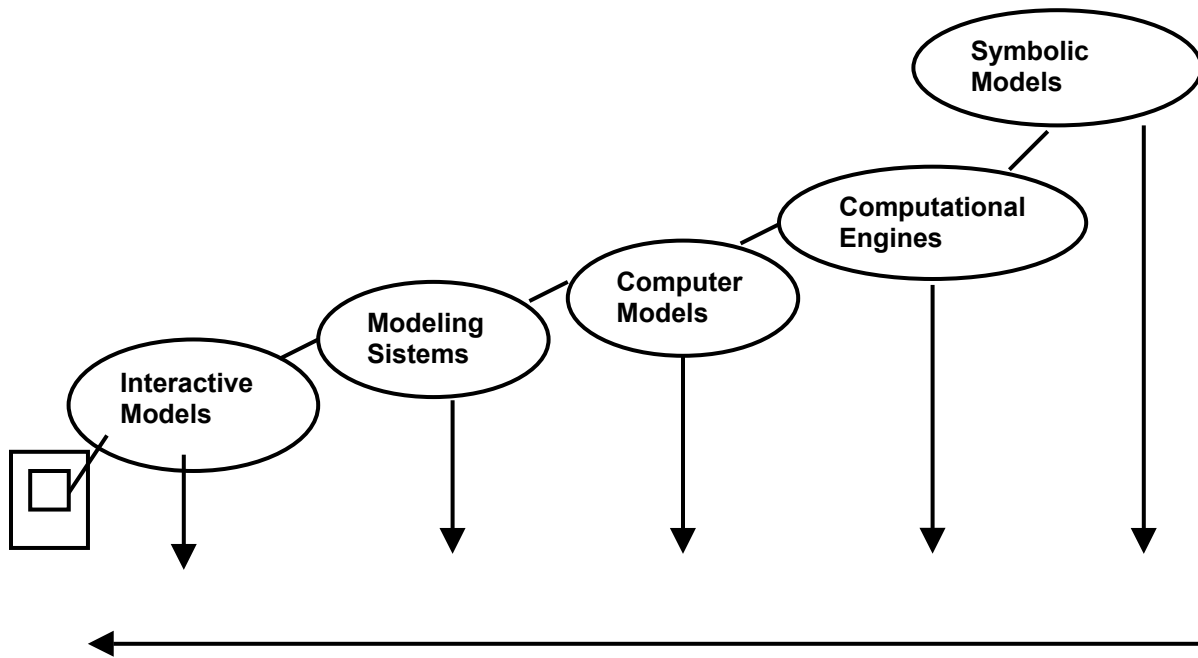 Symbolic
Models
Computational
Engines
Computer
Models
Modeling
Sistems
Interactive
Models